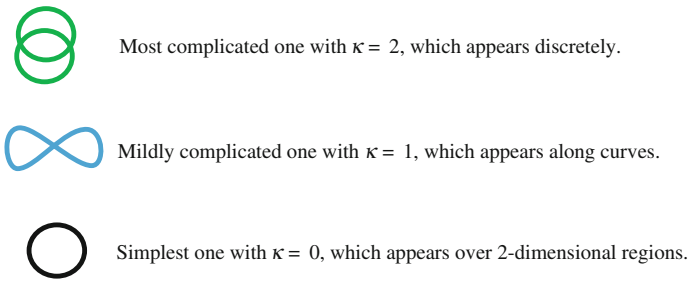 Most complicated one with κ = 2, which appears discretely.
Mildly complicated one with κ = 1, which appears along curves.
Simplest one with κ = 0, which appears over 2-dimensional regions.